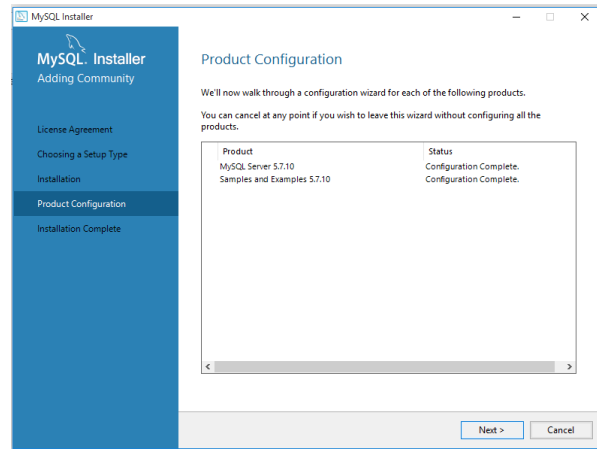 MySQL Installer
MySQL. Installer
Adding Community
License Agreement
Choosing a Setup Type
Installation
Product Configuration
Installation Complete
Product Configuration
We'll now walk through a configuration wizard for each of the following products.
You can cancel at any point if you wish to leave this wizard without configuring all the
products.
Product Status
MySQL Server 5.7.10 Configuration Complete.
Samples and Examples 5.7.10 Configuration Complete.
Next > Cancel